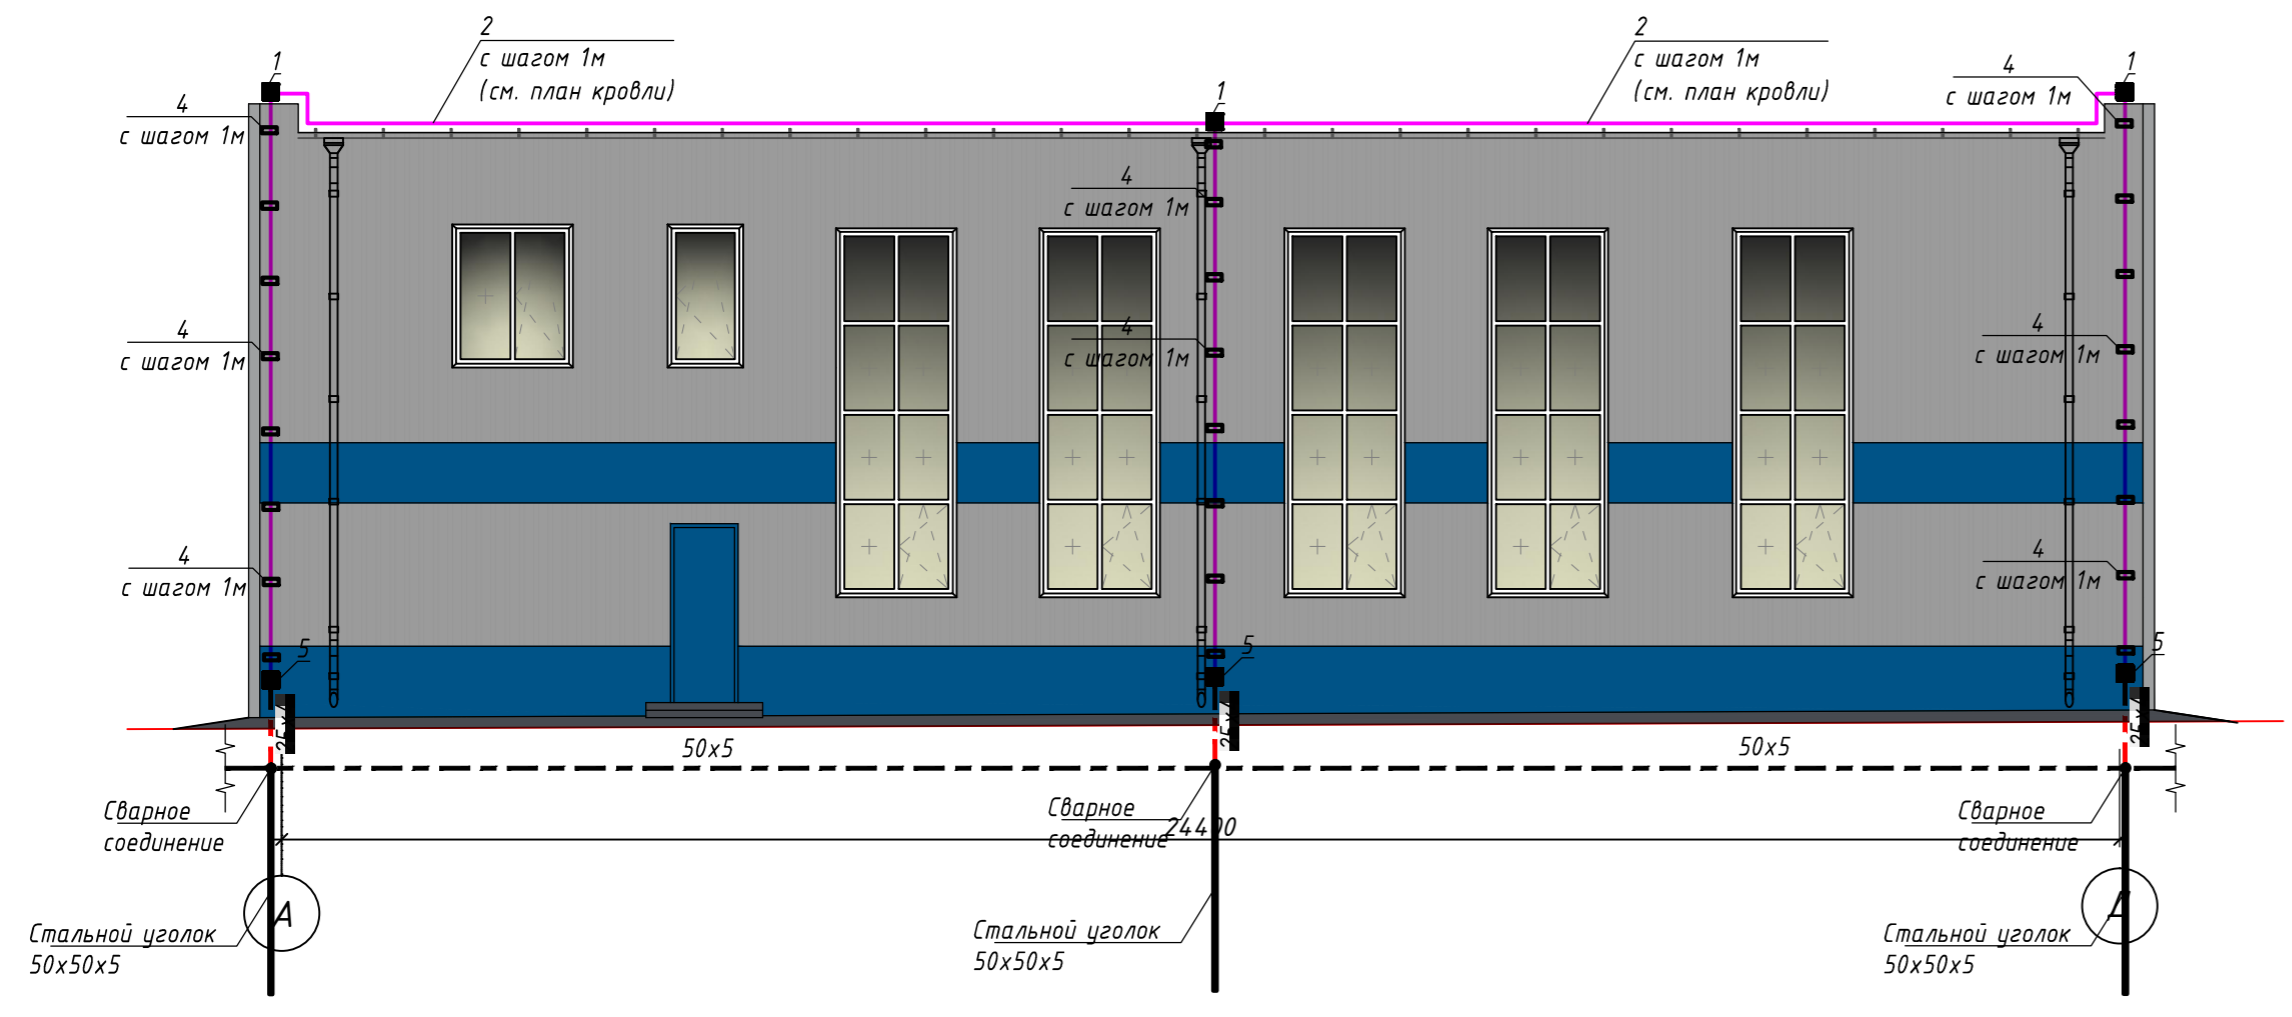 2
с шагом 1м
(см. план кровли)
2
с шагом 1м
(см. план кровли)
1
1
1
4
с шагом 1м
4
с шагом 1м
4
с шагом 1м
4
с шагом 1м
4
с шагом 1м
4
с шагом 1м
4
с шагом 1м
4
с шагом 1м
5
5
5
50х5
50х5
Сварное
соединение
Сварное
соединение
Сварное
соединение
24400
А
Стальной уголок
50х50х5
Стальной уголок
50х50х5
Стальной уголок
50х50х5